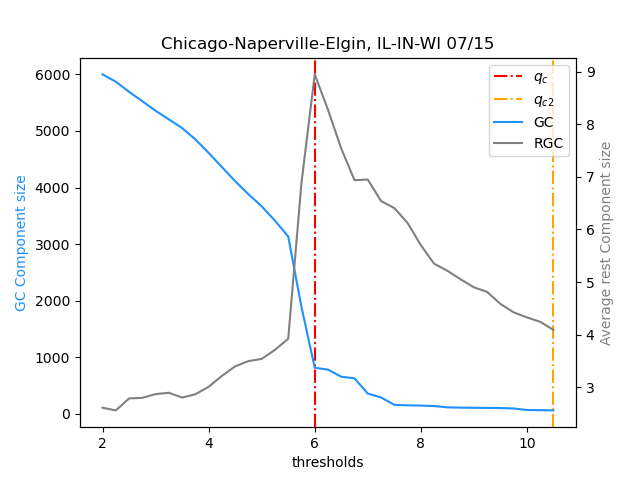 Chicago-Naperville-Elgin, IL-IN-WI 07/15
GC Component size
6000
5000
4000
3000
2000
1000
0
q_c
q_c2
GC
RGC
9
8
7
6
5
4
3
Average rest Component size
2 4 6 8 10
thresholds